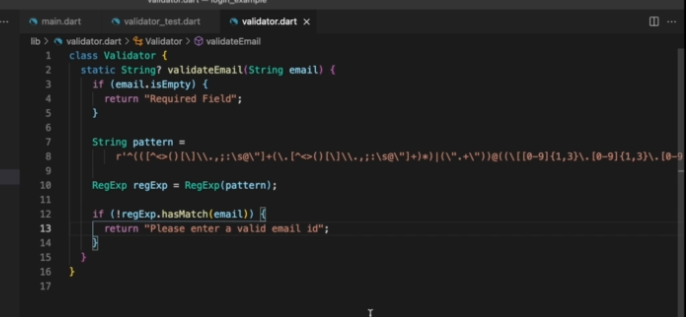 validator.dart — login_example
main.dart validator_test.dart validator.dart ×
lib > validator.dart > Validator > validateEmail
1 class Validator {
2 static String? validateEmail(String email) {
3 if (email.isEmpty) {
4 return "Required Field";
5 }
6
7 String pattern =
8 r'^(([^<>()[\]\\.,;:\s@\"]+(\.[^<>()[\]\\.,;:\s@\"]+)*)|(\".+\"))@((\[[0-9]{1,3}\.[0-9]{1,3}\.[0-9
9
10 RegExp regExp = RegExp(pattern);
11
12 if (!regExp.hasMatch(email)) {
13 return "Please enter a valid email id";
14 }
15 }
16 }
17